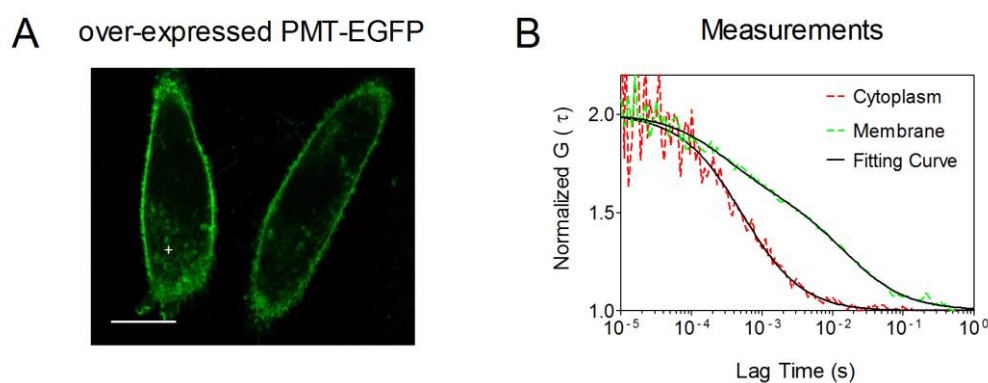 A over-expressed PMT-EGFP
B Measurements
Normalized G ( τ )
2.0
1.5
1.0
Cytoplasm
Membrane
Fitting Curve
10⁻⁵ 10⁻⁴ 10⁻³ 10⁻² 10⁻¹ 10⁰
Lag Time (s)